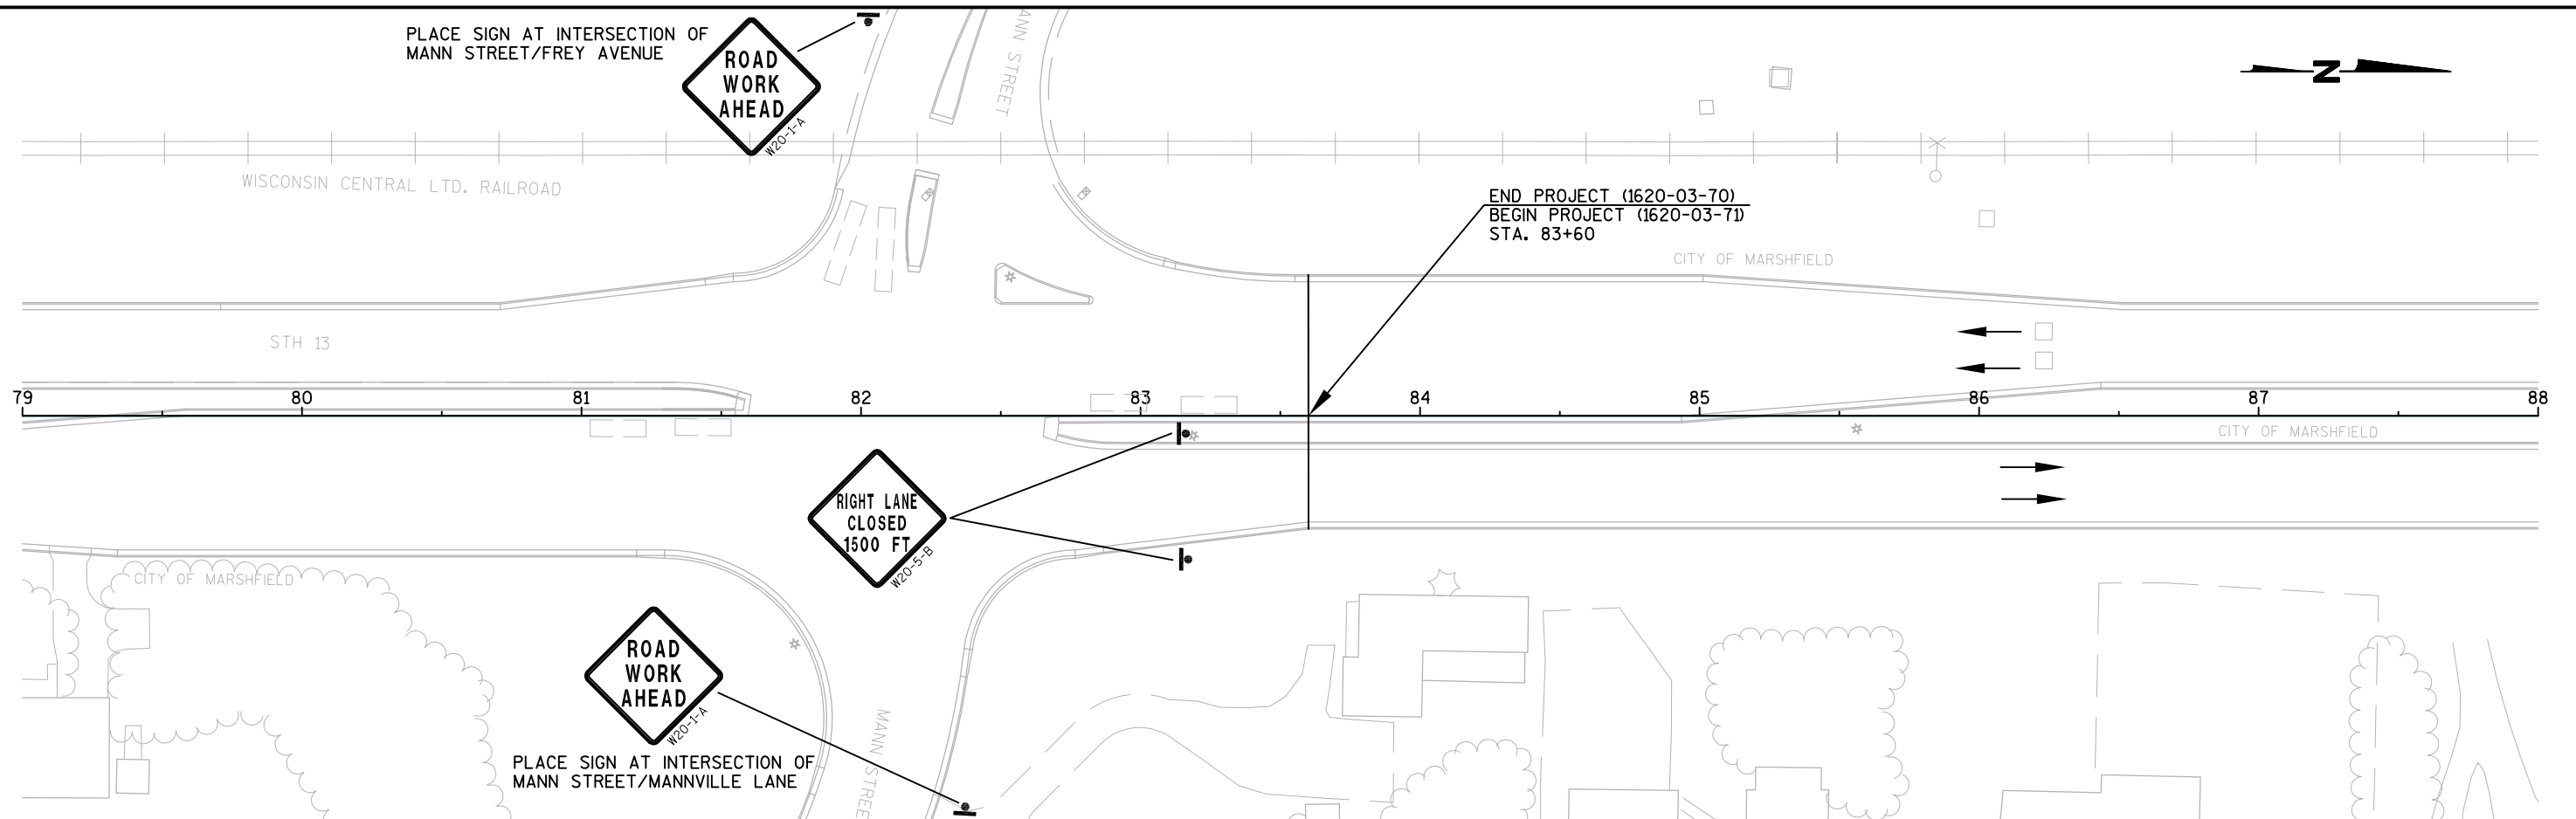 PLACE SIGN AT INTERSECTION OF
MANN STREET/FREY AVENUE
ROAD
WORK
AHEAD
W20-1-A
ANN STREET
N
WISCONSIN CENTRAL LTD. RAILROAD
END PROJECT (1620-03-70)
BEGIN PROJECT (1620-03-71)
STA. 83+60
CITY OF MARSHFIELD
STH 13
79 80 81 82 83 84 85 86 87 88
CITY OF MARSHFIELD
RIGHT LANE
CLOSED
1500 FT
W20-5-B
CITY OF MARSHFIELD
ROAD
WORK
AHEAD
W20-1-A
MANN STREE
PLACE SIGN AT INTERSECTION OF
MANN STREET/MANNVILLE LANE